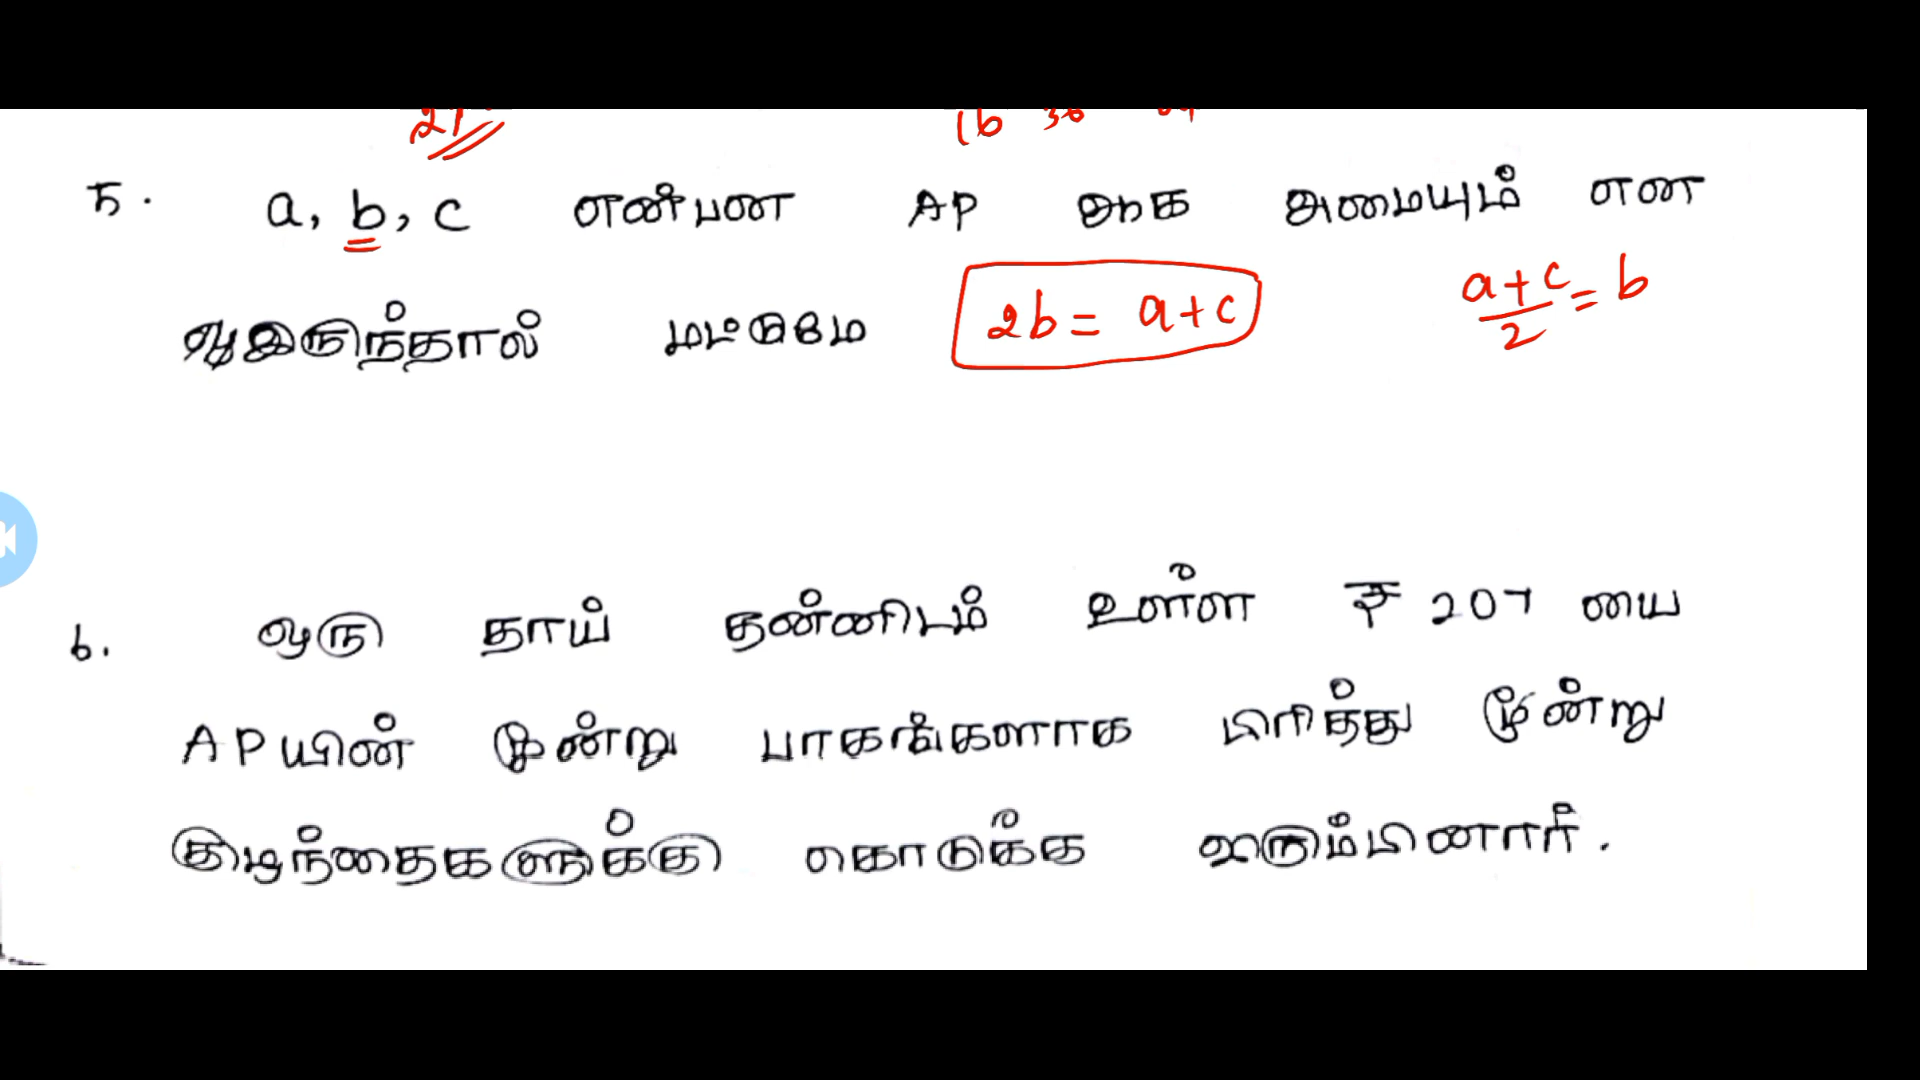 5. a, b, c என்பன AP ஆக அமையும் என
இருந்தால் மட்டுமே 2b = a+c a+c/2 = b
6. ஒரு தாய் தன்னிடம் உள்ள ₹ 207 யை
AP யின் மூன்று பாகங்களாக பிரித்து மூன்று
குழந்தைகளுக்கு கொடுக்க விரும்பினார்.